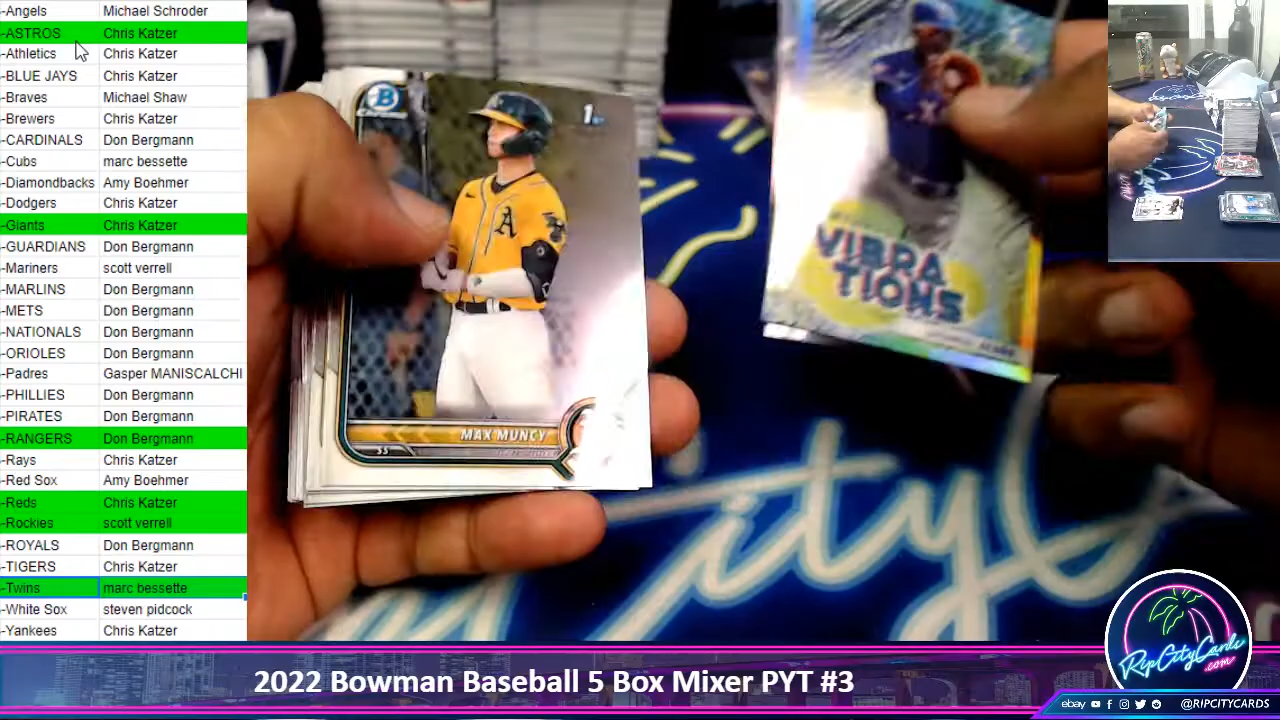 -Angels Michael Schroder
-ASTROS Chris Katzer
-Athletics Chris Katzer
-BLUE JAYS Chris Katzer
-Braves Michael Shaw
-Brewers Chris Katzer
-CARDINALS Don Bergmann
-Cubs marc bessette
-Diamondbacks Amy Boehmer
-Dodgers Chris Katzer
-Giants Chris Katzer
-GUARDIANS Don Bergmann
-Mariners scott verrell
-MARLINS Don Bergmann
-METS Don Bergmann
-NATIONALS Don Bergmann
-ORIOLES Don Bergmann
-Padres Gasper MANISCALCHI
-PHILLIES Don Bergmann
-PIRATES Don Bergmann
-RANGERS Don Bergmann
-Rays Chris Katzer
-Red Sox Amy Boehmer
-Reds Chris Katzer
-Rockies scott verrell
-ROYALS Don Bergmann
-TIGERS Chris Katzer
-Twins marc bessette
-White Sox steven pidcock
-Yankees Chris Katzer
B
1st
A
MAX MUNCY
SS
VIBRA
TIONS
ity
RipCityCards
.com
2022 Bowman Baseball 5 Box Mixer PYT #3
ebay
@RIPCITYCARDS